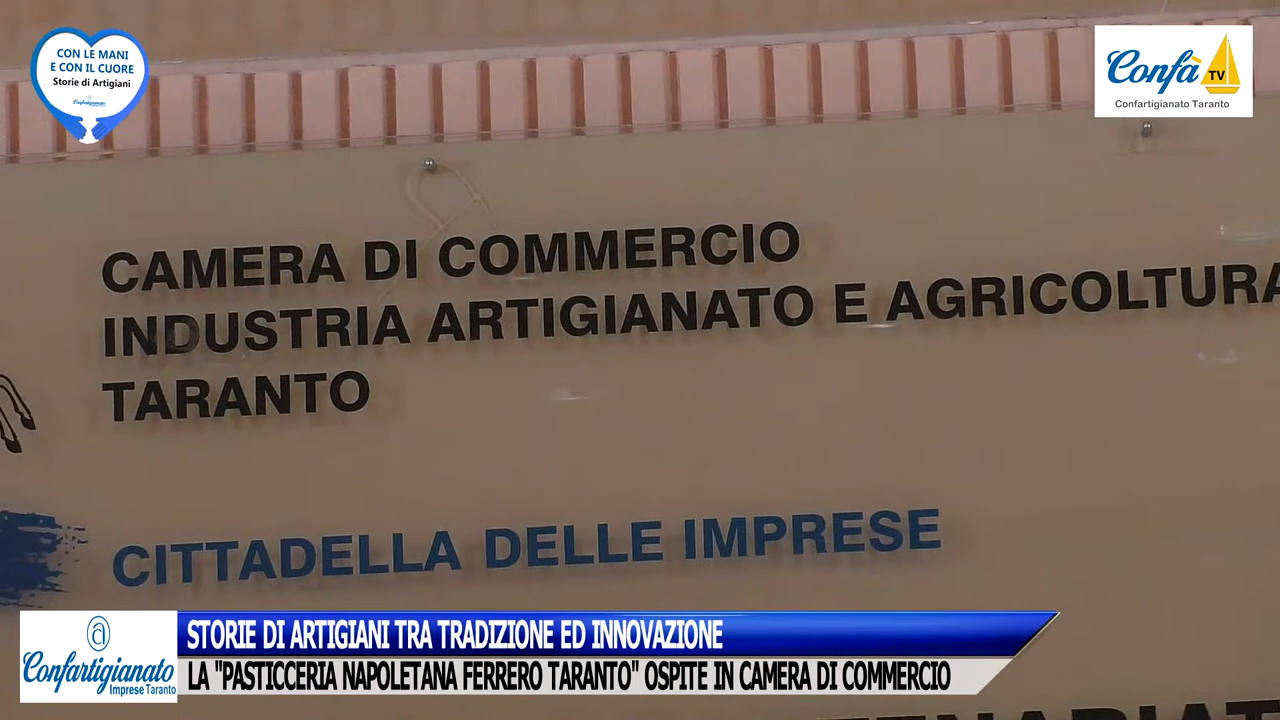 CON LE MANI
E CON IL CUORE
Storie di Artigiani
Confartigianato
Confà TV
Confartigianato Taranto
CAMERA DI COMMERCIO
INDUSTRIA ARTIGIANATO E AGRICOLTURA
TARANTO
CITTADELLA DELLE IMPRESE
STORIE DI ARTIGIANI TRA TRADIZIONE ED INNOVAZIONE
LA "PASTICCERIA NAPOLETANA FERRERO TARANTO" OSPITE IN CAMERA DI COMMERCIO
Confartigianato
Imprese Taranto